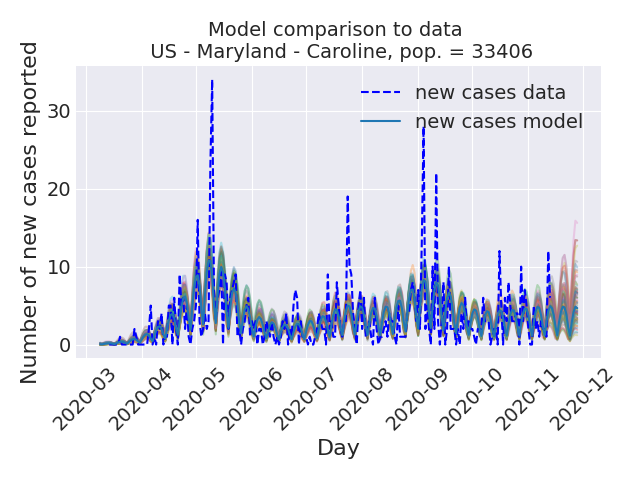 Model comparison to data
US - Maryland - Caroline, pop. = 33406
Number of new cases reported
30
20
10
0
new cases data
new cases model
2020-03
2020-04
2020-05
2020-06
2020-07
2020-08
2020-09
2020-10
2020-11
2020-12
Day